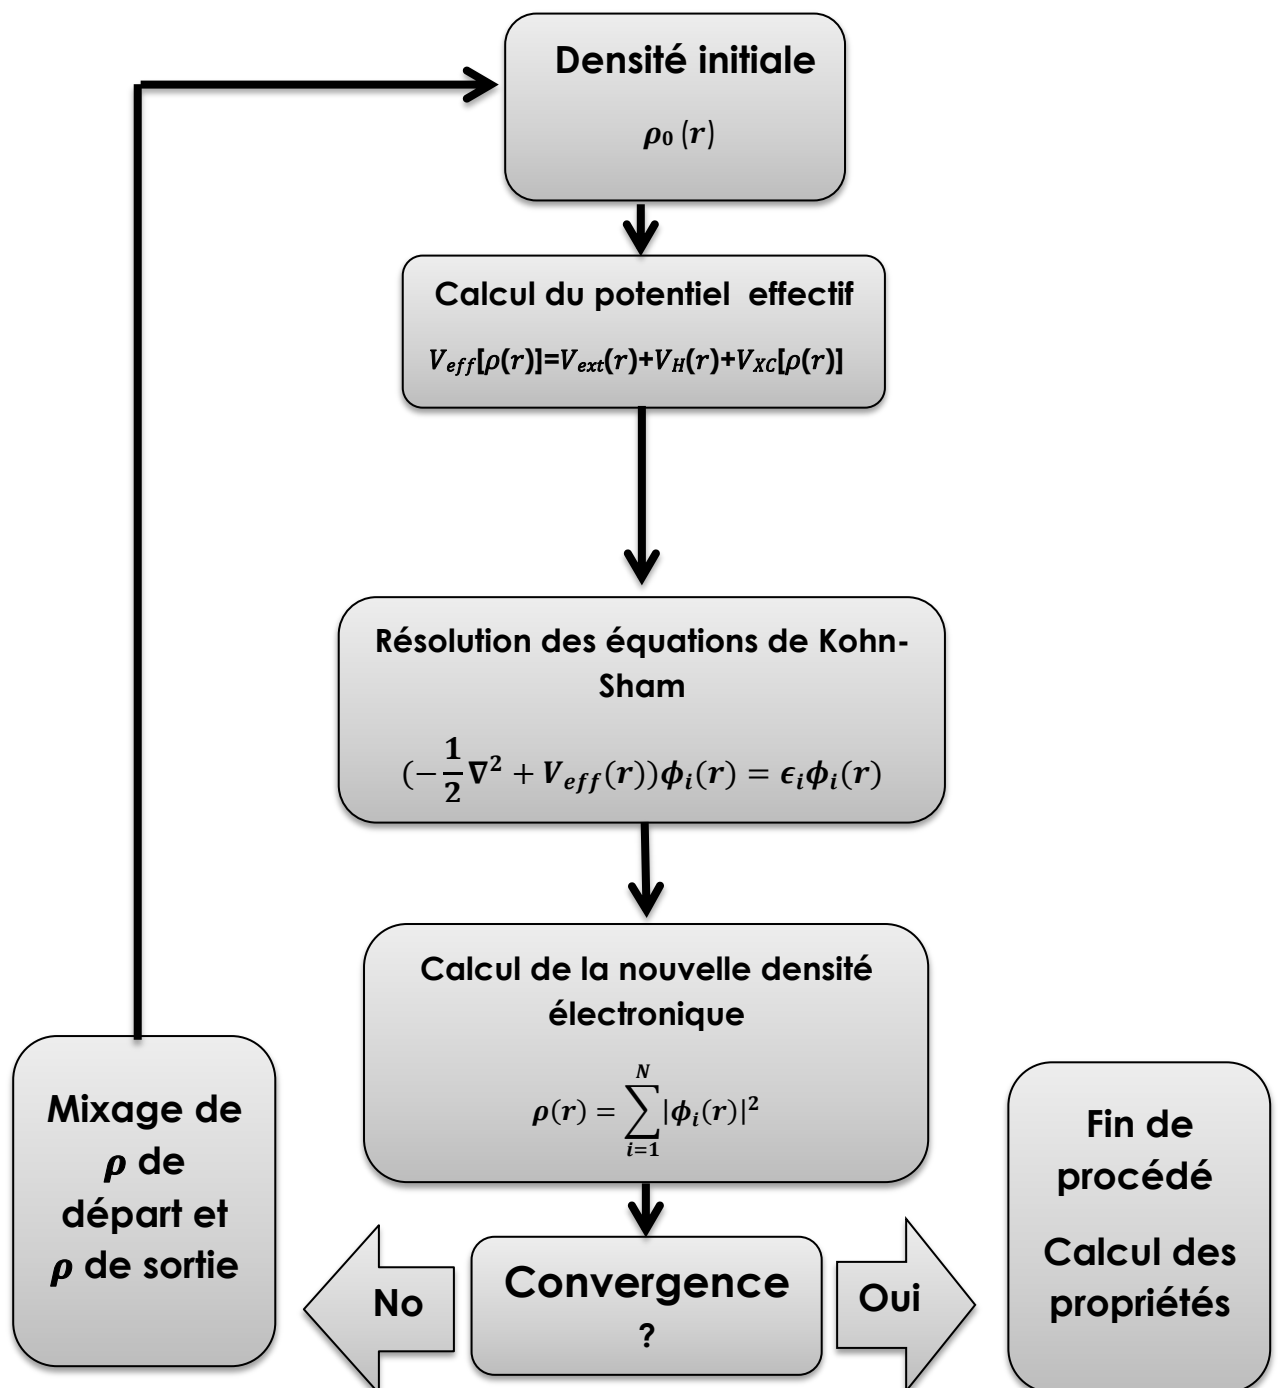 Densité initiale
ρ₀ (r)
Calcul du potentiel effectif
V_eff[ρ(r)]=V_ext(r)+V_H(r)+V_XC[ρ(r)]
Résolution des équations de Kohn-
Sham
(-1/2 ∇² + V_eff(r))ϕ_i(r) = ϵ_iϕ_i(r)
Calcul de la nouvelle densité
électronique
ρ(r) = ∑_{i=1}^{N} |ϕ_i(r)|²
Convergence
?
No
Oui
Mixage de
ρ de
départ et
ρ de sortie
Fin de
procédé
Calcul des
propriétés